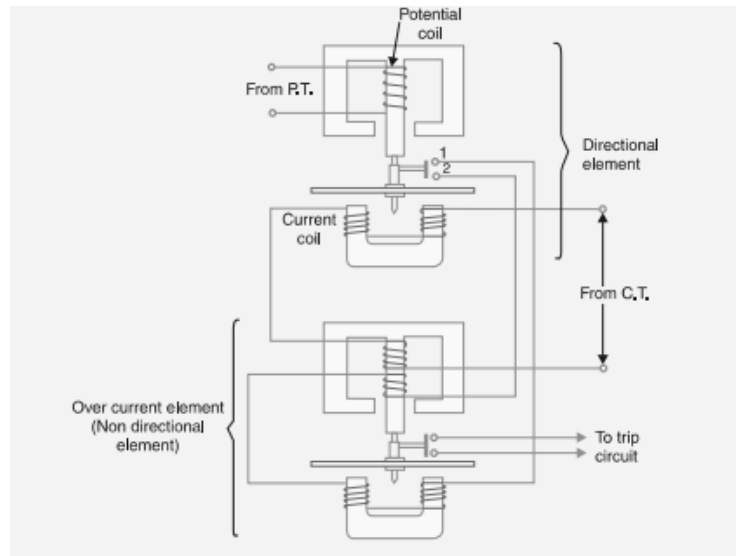 Potential
coil
From P.T.
1
2
Directional
element
Current
coil
From C.T.
Over current element
(Non directional
element)
To trip
circuit